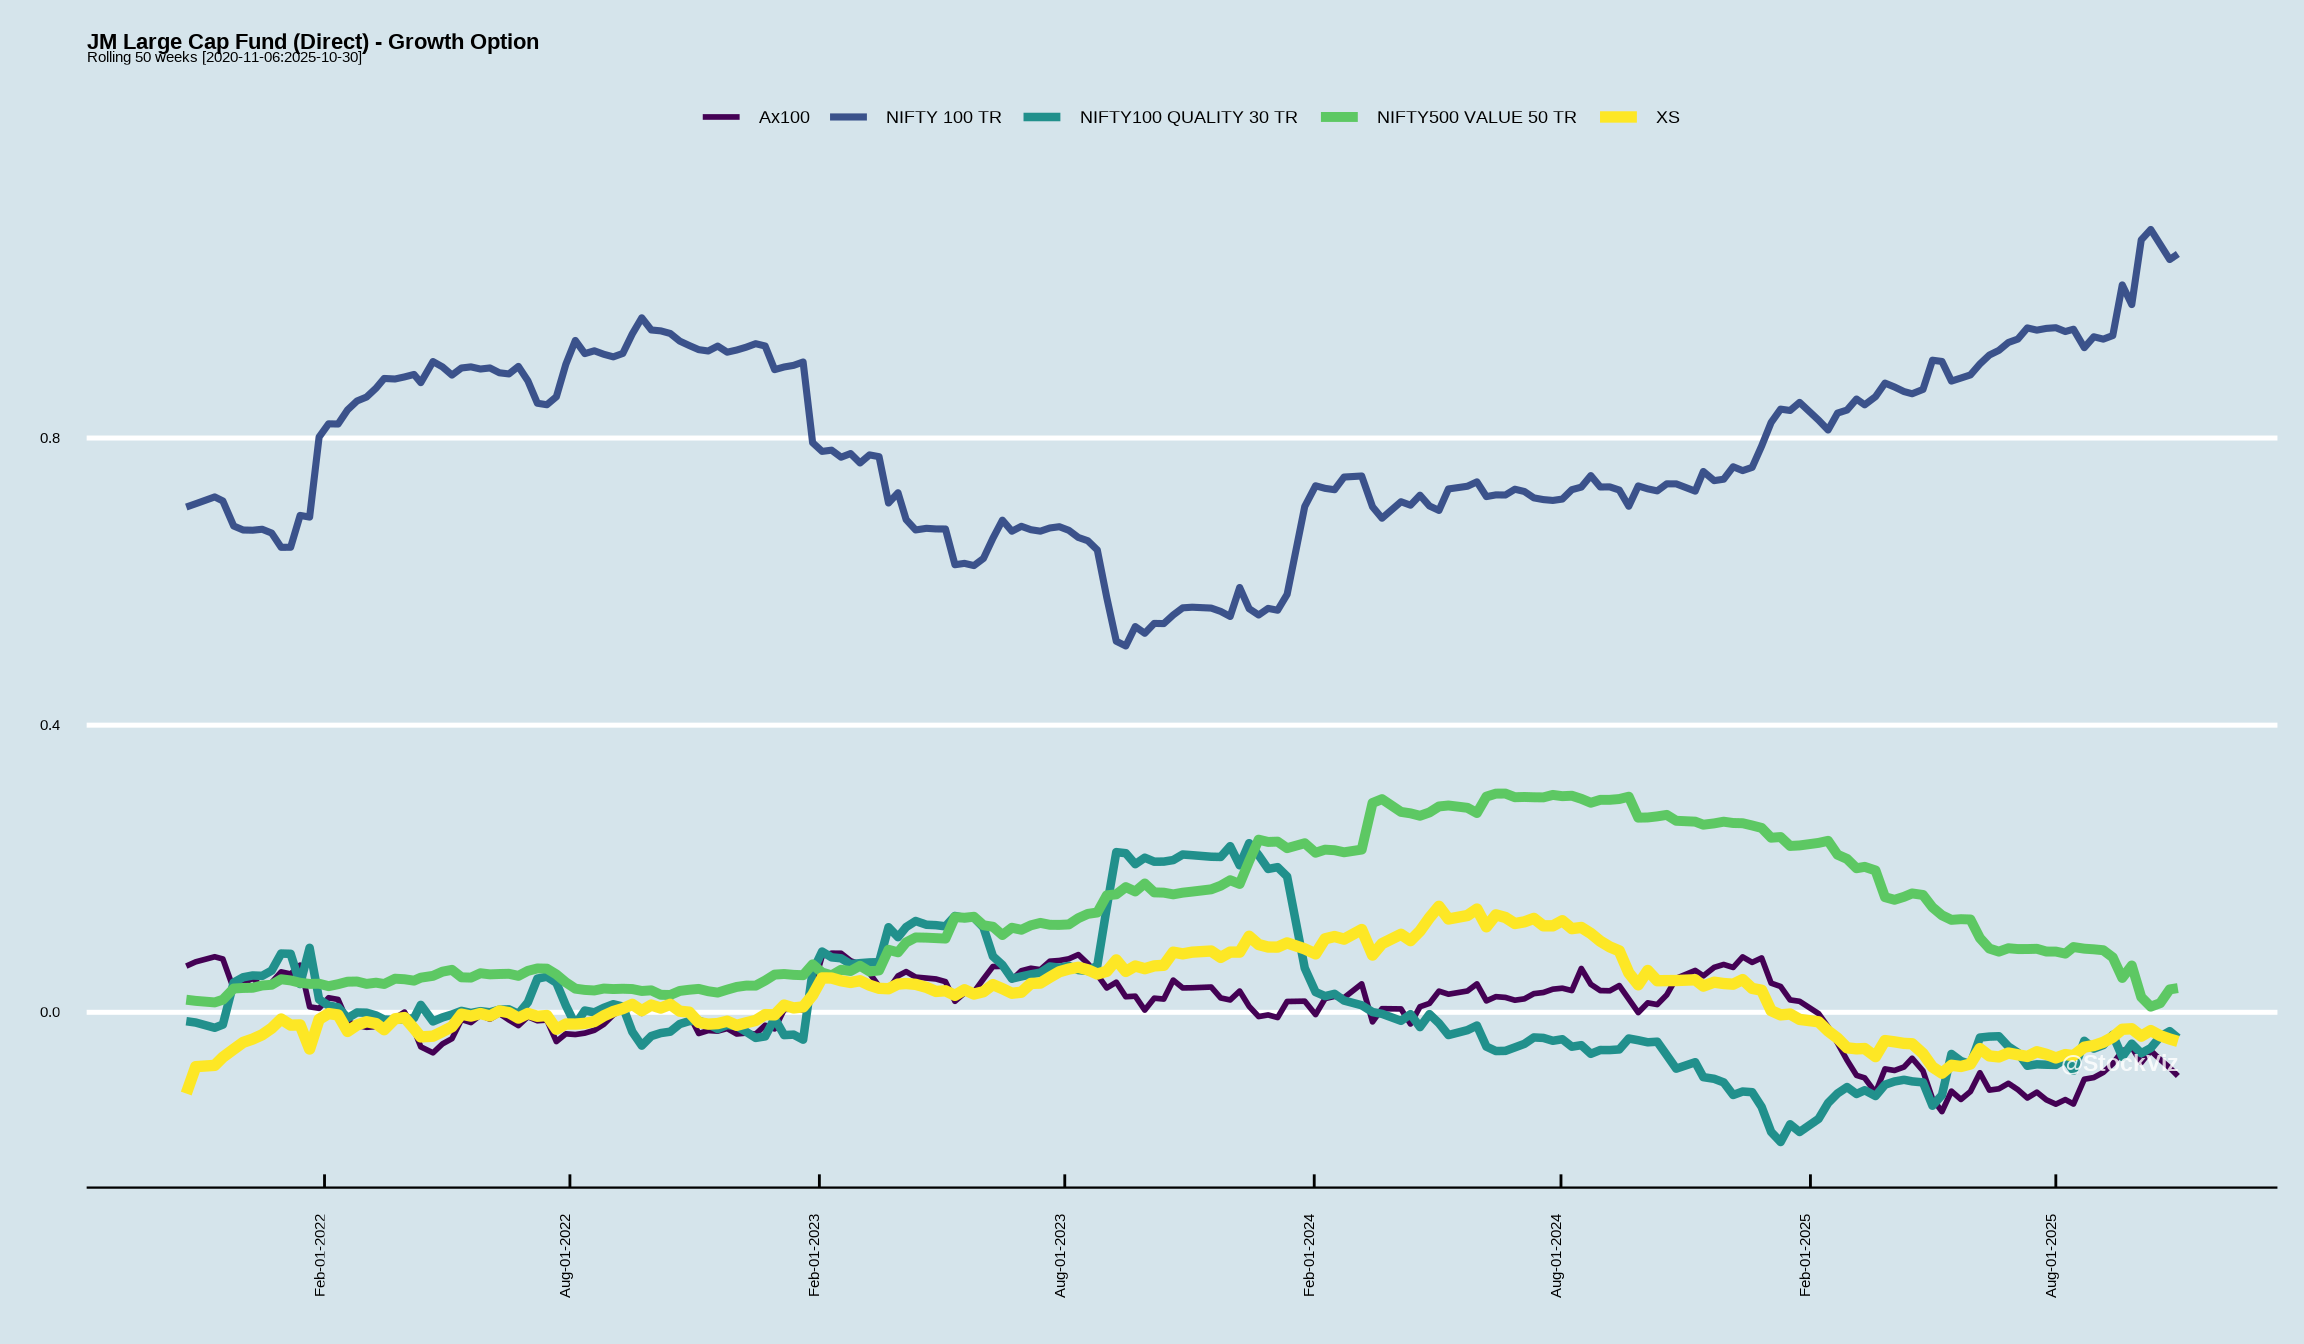 JM Large Cap Fund (Direct) - Growth Option
Rolling 50 weeks [2020-11-06:2025-10-30]
Ax100 NIFTY 100 TR NIFTY100 QUALITY 30 TR NIFTY500 VALUE 50 TR XS
0.8
0.4
0.0
@StockViz
Feb-01-2022 Aug-01-2022 Feb-01-2023 Aug-01-2023 Feb-01-2024 Aug-01-2024 Feb-01-2025 Aug-01-2025